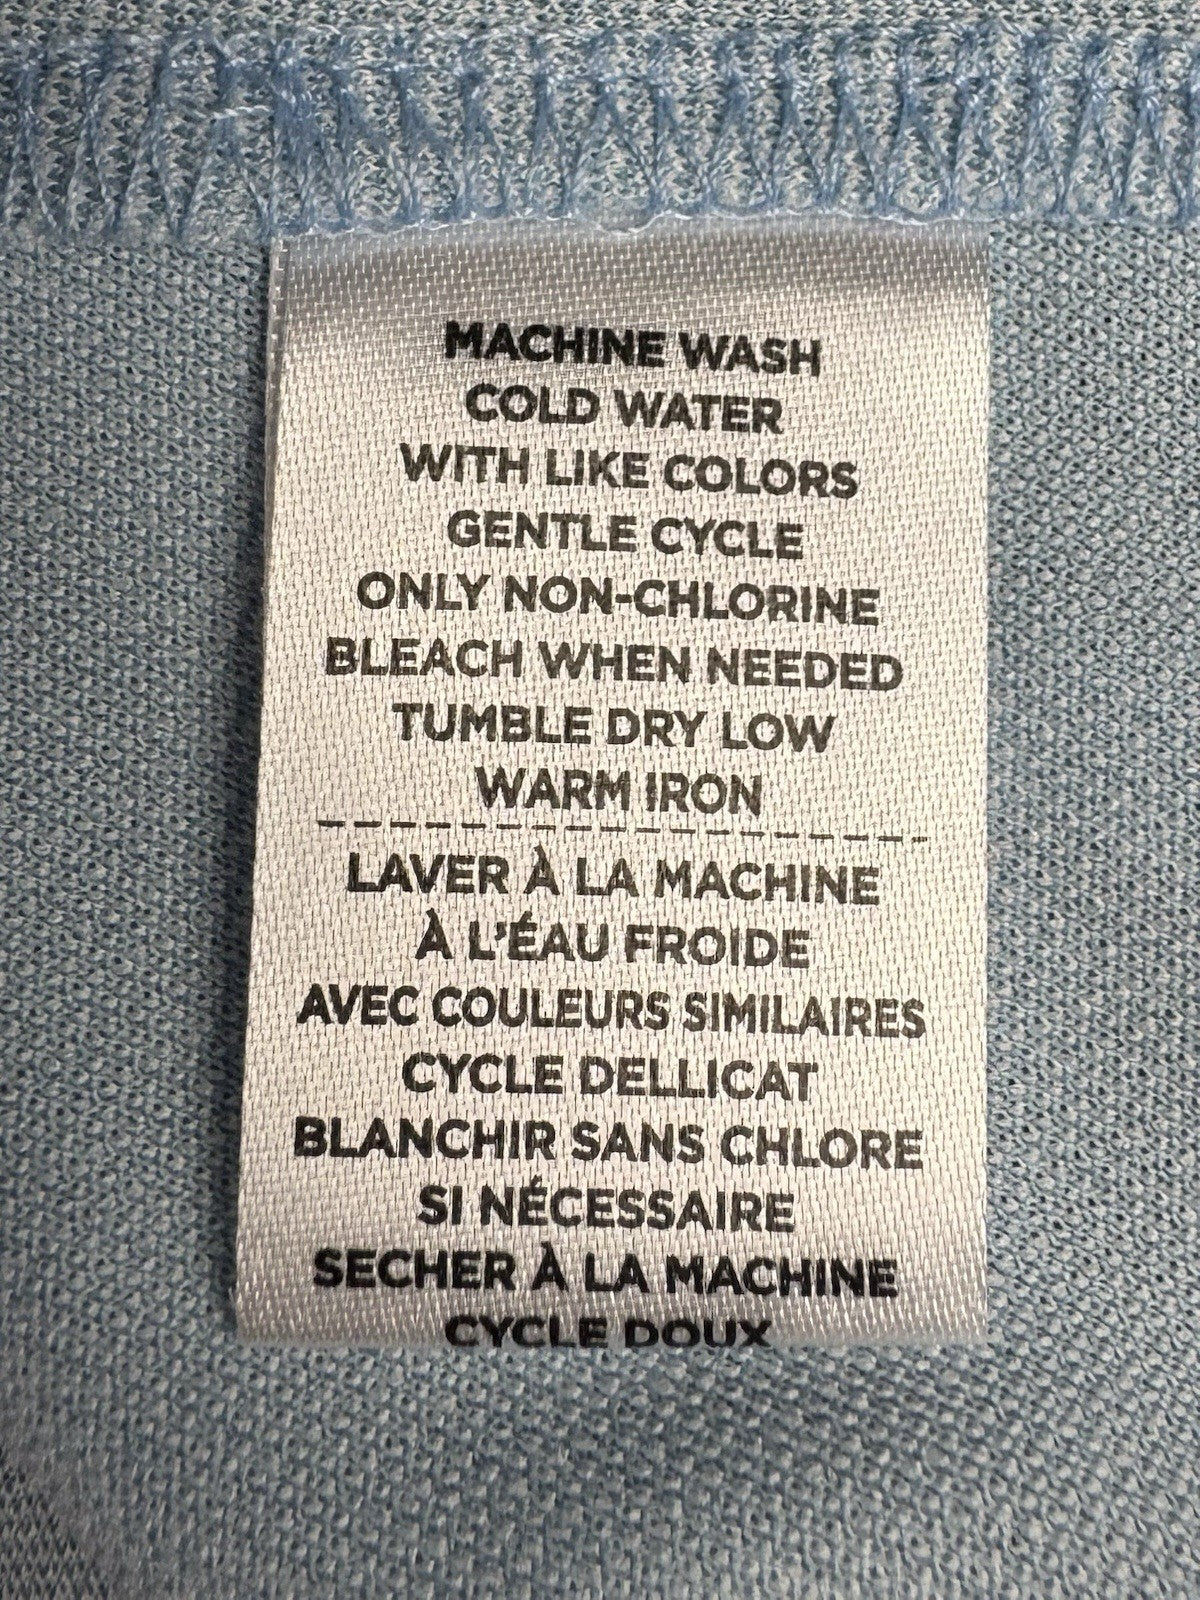 MACHINE WASH
COLD WATER
WITH LIKE COLORS
GENTLE CYCLE
ONLY NON-CHLORINE
BLEACH WHEN NEEDED
TUMBLE DRY LOW
WARM IRON
LAVER À LA MACHINE
À L'ÉAU FROIDE
AVEC COULEURS SIMILAIRES
CYCLE DELLICAT
BLANCHIR SANS CHLORE
SI NÉCESSAIRE
SECHER À LA MACHINE
CYCLE DOUX